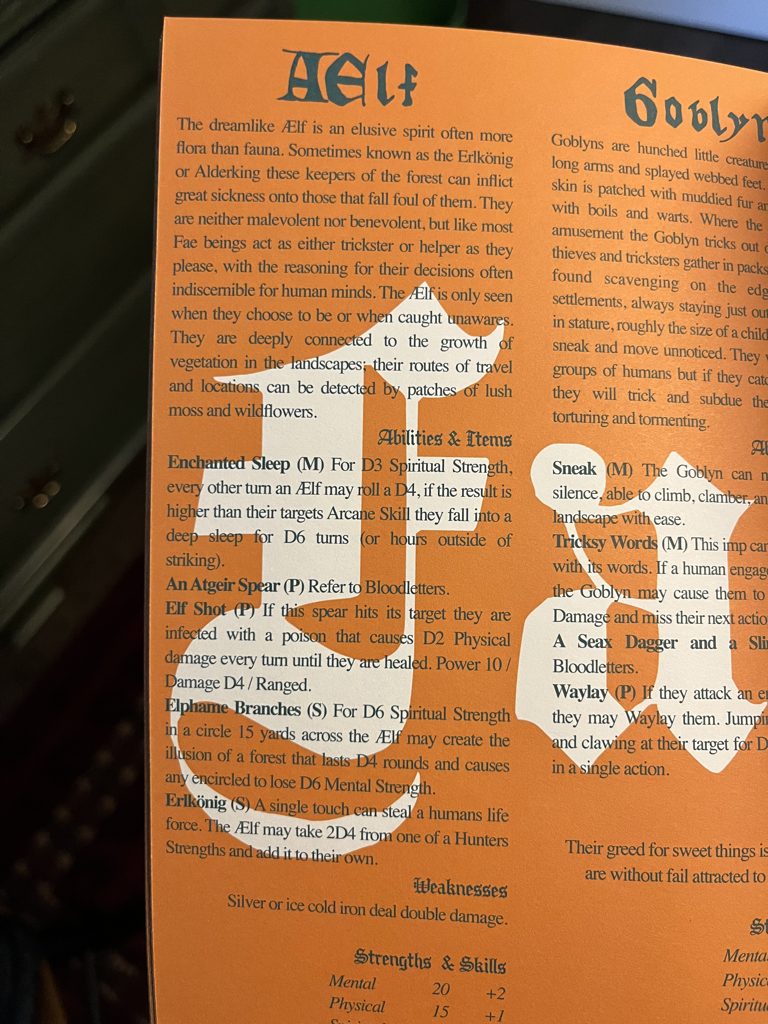 ÆLf
The dreamlike Ælf is an elusive spirit often more
flora than fauna. Sometimes known as the Erlkönig
or Alderking these keepers of the forest can inflict
great sickness onto those that fall foul of them. They
are neither malevolent nor benevolent, but like most
Fae beings act as either trickster or helper as they
please, with the reasoning for their decisions often
indiscernible for human minds. The Ælf is only seen
when they choose to be or when caught unawares.
They are deeply connected to the growth of
vegetation in the landscapes; their routes of travel
and locations can be detected by patches of lush
moss and wildflowers.
Abilities & Items
Enchanted Sleep (M) For D3 Spiritual Strength,
every other turn an Ælf may roll a D4, if the result is
higher than their targets Arcane Skill they fall into a
deep sleep for D6 turns (or hours outside of
striking).
An Atgeir Spear (P) Refer to Bloodletters.
Elf Shot (P) If this spear hits its target they are
infected with a poison that causes D2 Physical
damage every turn until they are healed. Power 10 /
Damage D4 / Ranged.
Elphame Branches (S) For D6 Spiritual Strength
in a circle 15 yards across the Ælf may create the
illusion of a forest that lasts D4 rounds and causes
any encircled to lose D6 Mental Strength.
Erlkönig (S) A single touch can steal a humans life
force. The Ælf may take 2D4 from one of a Hunters
Strengths and add it to their own.
Weaknesses
Silver or ice cold iron deal double damage.
Strengths & Skills
Mental 20 +2
Physical 15 +1
Goblyn
Goblyns are hunched little creature
long arms and splayed webbed feet.
skin is patched with muddied fur an
with boils and warts. Where the
amusement the Goblyn tricks out
thieves and tricksters gather in packs
found scavenging on the edg
settlements, always staying just out
in stature, roughly the size of a child
sneak and move unnoticed. They
groups of humans but if they catc
they will trick and subdue the
torturing and tormenting.
Sneak (M) The Goblyn can
silence, able to climb, clamber, an
landscape with ease.
Tricksy Words (M) This imp can
with its words. If a human engag
the Goblyn may cause them to
Damage and miss their next actio
A Seax Dagger and a Sli
Bloodletters.
Waylay (P) If they attack an e
they may Waylay them. Jumpi
and clawing at their target for D
in a single action.
Their greed for sweet things is
are without fail attracted to
St
Menta
Physic
Spiritu